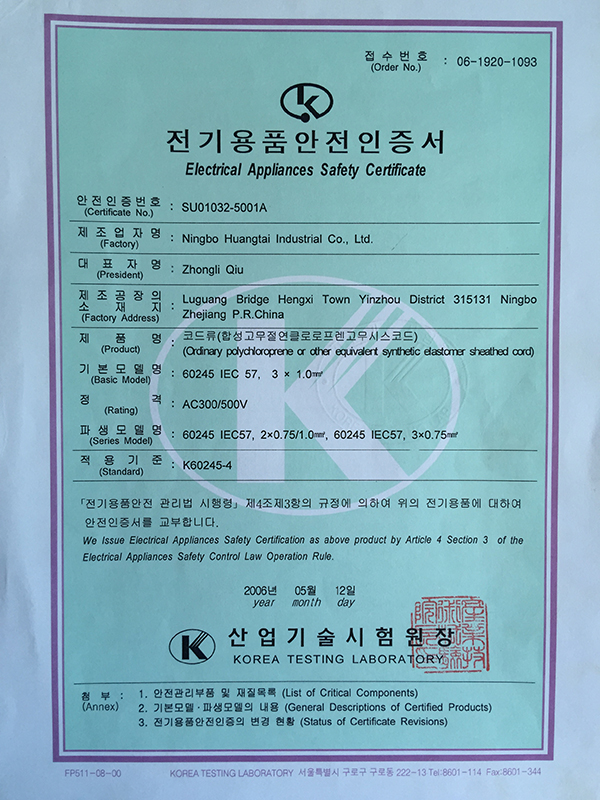 접수번호 : 06-1920-1093
(Order No.)
K
전기용품안전인증서
Electrical Appliances Safety Certificate
안전인증번호 : SU01032-5001A
(Certificate No.)
제조업자명 : Ningbo Huangtai Industrial Co., Ltd.
(Factory)
대표자명 : Zhongli Qiu
(President)
제조공장의 : Luguang Bridge Hengxi Town Yinzhou District 315131 Ningbo
소재지 Zhejiang P.R.China
(Factory Address)
제품명 : 코드류(합성고무절연클로로프렌고무시스코드)
(Product) (Ordinary polychloroprene or other equivalent synthetic elastomer sheathed cord)
기본모델명 : 60245 IEC 57, 3 × 1.0㎟
(Basic Model)
정격 : AC300/500V
(Rating)
파생모델명 : 60245 IEC57, 2×0.75/1.0㎟, 60245 IEC57, 3×0.75㎟
(Series Model)
적용기준 : K60245-4
(Standard)
「전기용품안전 관리법 시행령」 제4조제3항의 규정에 의하여 위의 전기용품에 대하여
안전인증서를 교부합니다.
We Issue Electrical Appliances Safety Certification as above product by Article 4 Section 3 of the
Electrical Appliances Safety Control Law Operation Rule.
2006년 05월 12일
year month day
K 산업기술시험원장
KOREA TESTING LABORATORY
첨부 : 1. 안전관리부품 및 재질목록 (List of Critical Components)
(Annex) 2. 기본모델·파생모델의 내용 (General Descriptions of Certified Products)
3. 전기용품안전인증의 변경 현황 (Status of Certificate Revisions)
FP511-08-00 KOREA TESTING LABORATORY 서울특별시 구로구 구로동 222-13 Tel:8601-114 Fax:8601-344